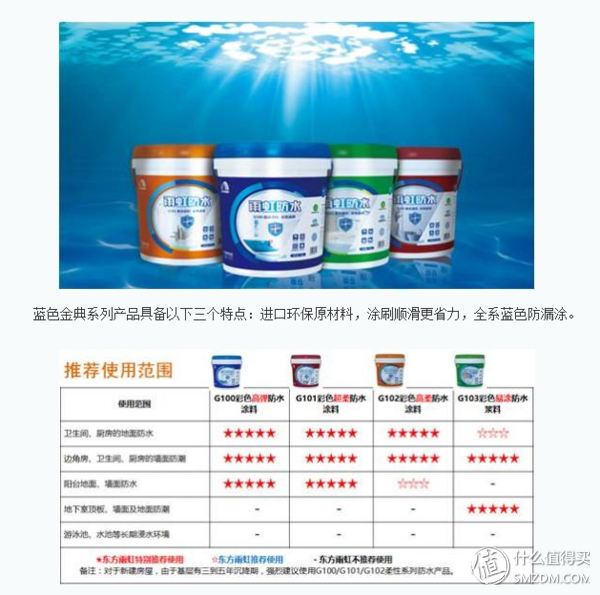 雨虹防水
雨虹防水
雨虹防水
雨虹防水
蓝色金典系列产品具备以下三个特点：进口环保原材料，涂刷顺滑更省力，全系蓝色防漏涂。
推荐使用范围
使用范围 G100彩色高弹防水涂料 G101彩色超柔防水涂料 G102彩色高柔防水涂料 G103彩色易涂防水浆料
卫生间、厨房的地面防水 ★★★★★ ★★★★★ ★★★★★ ☆☆☆
边角房、卫生间、厨房的墙面防潮 ★★★★★ ★★★★★ ★★★★★ ★★★★★
阳台地面、墙面防水 ★★★★★ ★★★★★ ☆☆☆ -
地下室顶板、墙面及地面防潮 - - - ★★★★★
游泳池、水池等长期浸水环境 - - - -
★东方雨虹特别推荐使用 ☆东方雨虹推荐使用 - 东方雨虹不推荐使用
备注：对于新建房屋，由于基层有三到五年沉降期，强烈建议使用G100/G101/G102柔性系列防水产品。
值 什么值得买
SMZDM.COM